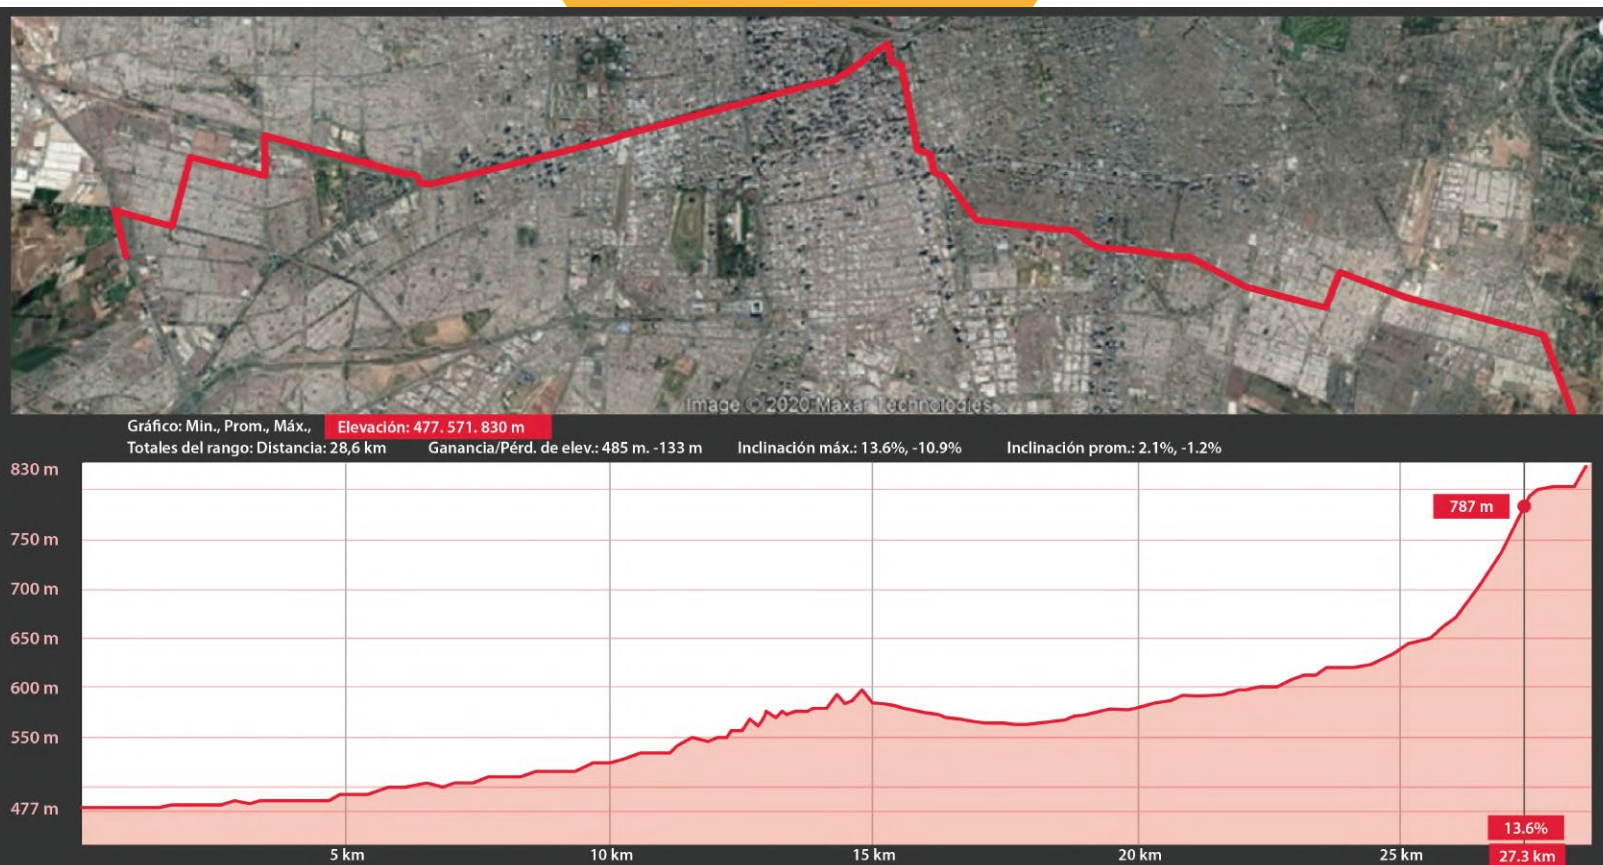 Image © 2020 Maxar Technologies
Gráfico: Min., Prom., Máx., Elevación: 477. 571. 830 m
Totales del rango: Distancia: 28,6 km Ganancia/Pérd. de elev.: 485 m. -133 m Inclinación máx.: 13.6%, -10.9% Inclinación prom.: 2.1%, -1.2%
830 m
787 m
750 m
700 m
650 m
600 m
550 m
477 m
13.6%
5 km 10 km 15 km 20 km 25 km 27.3 km